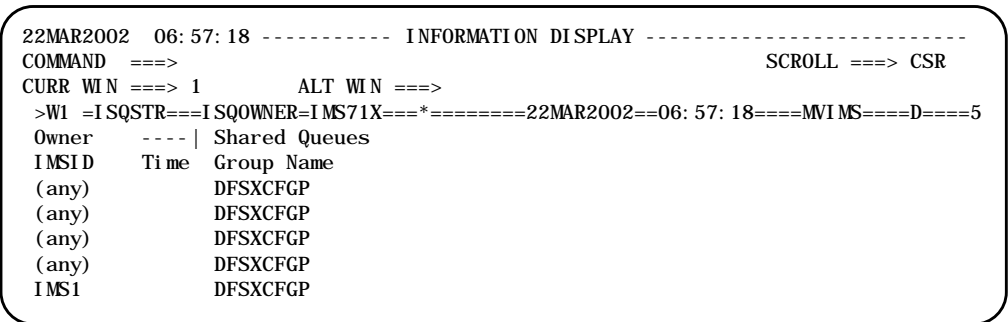 22MAR2002  06:57:18 ----------- INFORMATION DISPLAY ----------------------------
COMMAND  ===>                                                 SCROLL ===> CSR
CURR WIN ===> 1         ALT WIN ===>
>W1 =ISQSTR===ISQOWNER=IMS71X===*========22MAR2002==06:57:18====MVIMS====D====5
Owner     ----| Shared Queues
IMSID     Time  Group Name
(any)           DFSXCFGP
(any)           DFSXCFGP
(any)           DFSXCFGP
(any)           DFSXCFGP
IMS1            DFSXCFGP